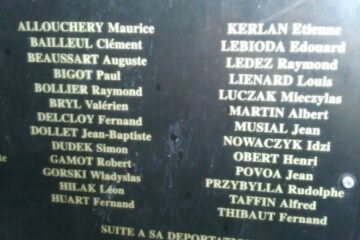 ALLOUCHERY Maurice
BAILLEUL Clément
BEAUSSART Auguste
BIGOT Paul
BOLLIER Raymond
BRYL Valérien
DELCLOY Fernand
DOLLET Jean-Baptiste
DUDEK Simon
GAMOT Robert
GORSKI Wladyslas
HILAK Léon
HUART Fernand
KERLAN Etienne
LEBIODA Edouard
LEDEZ Raymond
LIENARD Louis
LUCZAK Mieczylas
MARTIN Albert
MUSIAL Jean
NOWACZYK Idzi
OBERT Henri
POVOA Jean
PRZYBYLLA Rudolphe
TAFFIN Alfred
THIBAUT Fernand
SUITE A SA DEPORTATI